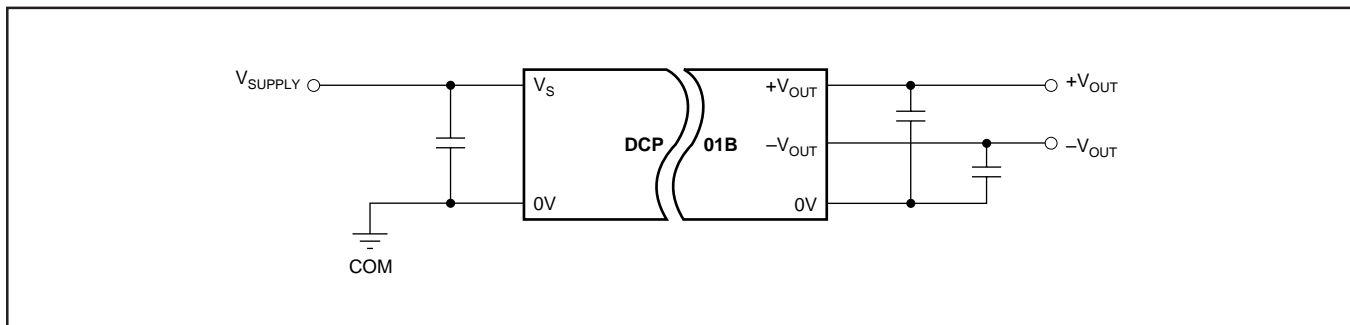 V_SUPPLY
V_S
DCP 01B
+V_OUT
+V_OUT
–V_OUT
–V_OUT
0V
0V
COM